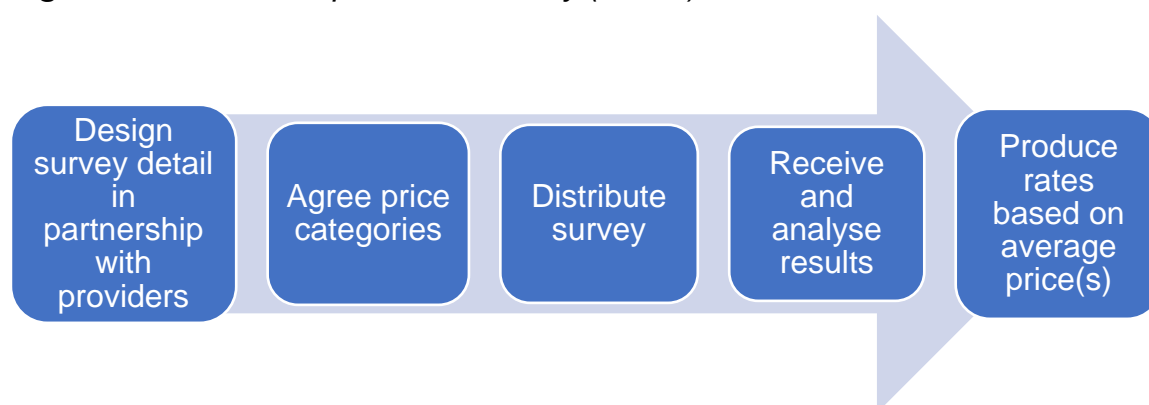 Design
survey detail
in
partnership
with
providers
Agree price
categories
Distribute
survey
Receive
and
analyse
results
Produce
rates
based on
average
price(s)